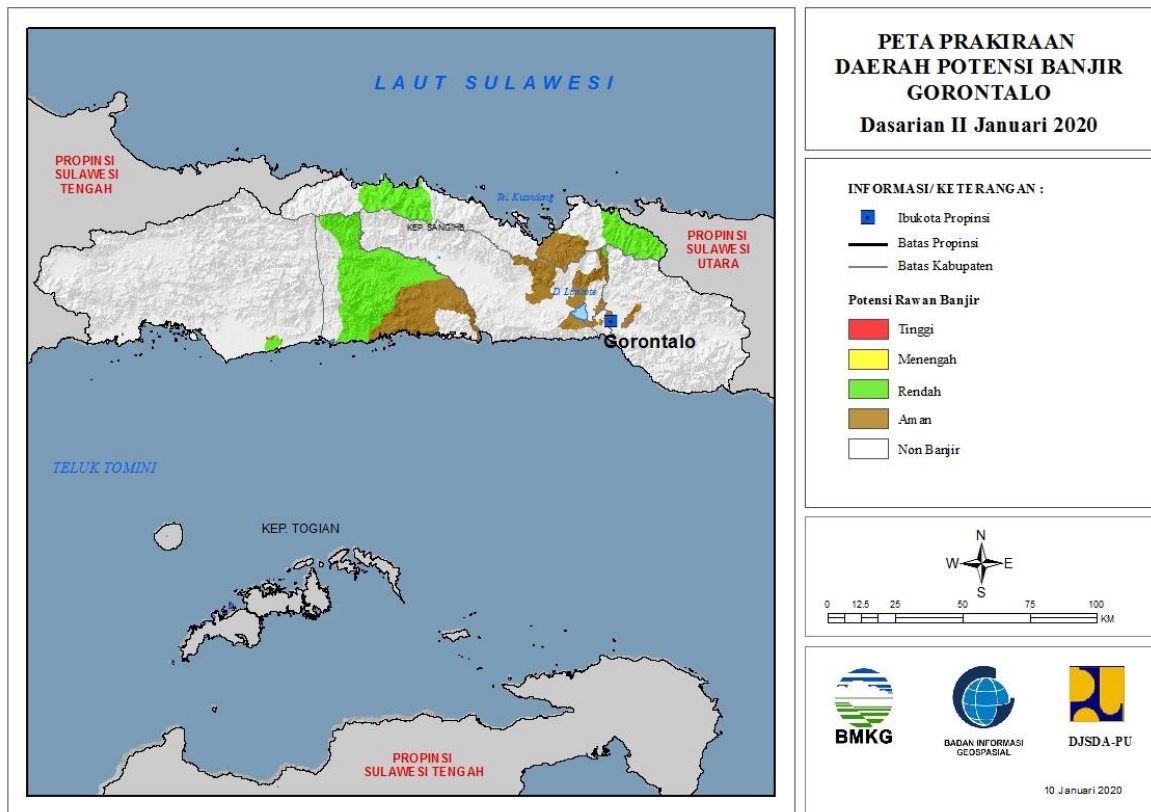 LAUT SULAWESI
PROPINSI
SULAWESI
TENGAH
Tel. Kuandang
KEP. SANGIHE
PROPINSI
SULAWESI
UTARA
D Limboto
Gorontalo
TELUK TOMINI
KEP. TOGIAN
PROPINSI
SULAWESI TENGAH
PETA PRAKIRAAN
DAERAH POTENSI BANJIR
GORONTALO
Dasarian II Januari 2020
INFORMASI/ KETERANGAN :
Ibukota Propinsi
Batas Propinsi
Batas Kabupaten
Potensi Rawan Banjir
Tinggi
Menengah
Rendah
Aman
Non Banjir
N
W E
S
0 12.5 25 50 75 100
KM
BMKG
BADAN INFORMASI
GEOSPASIAL
DJSDA-PU
10 Januari 2020